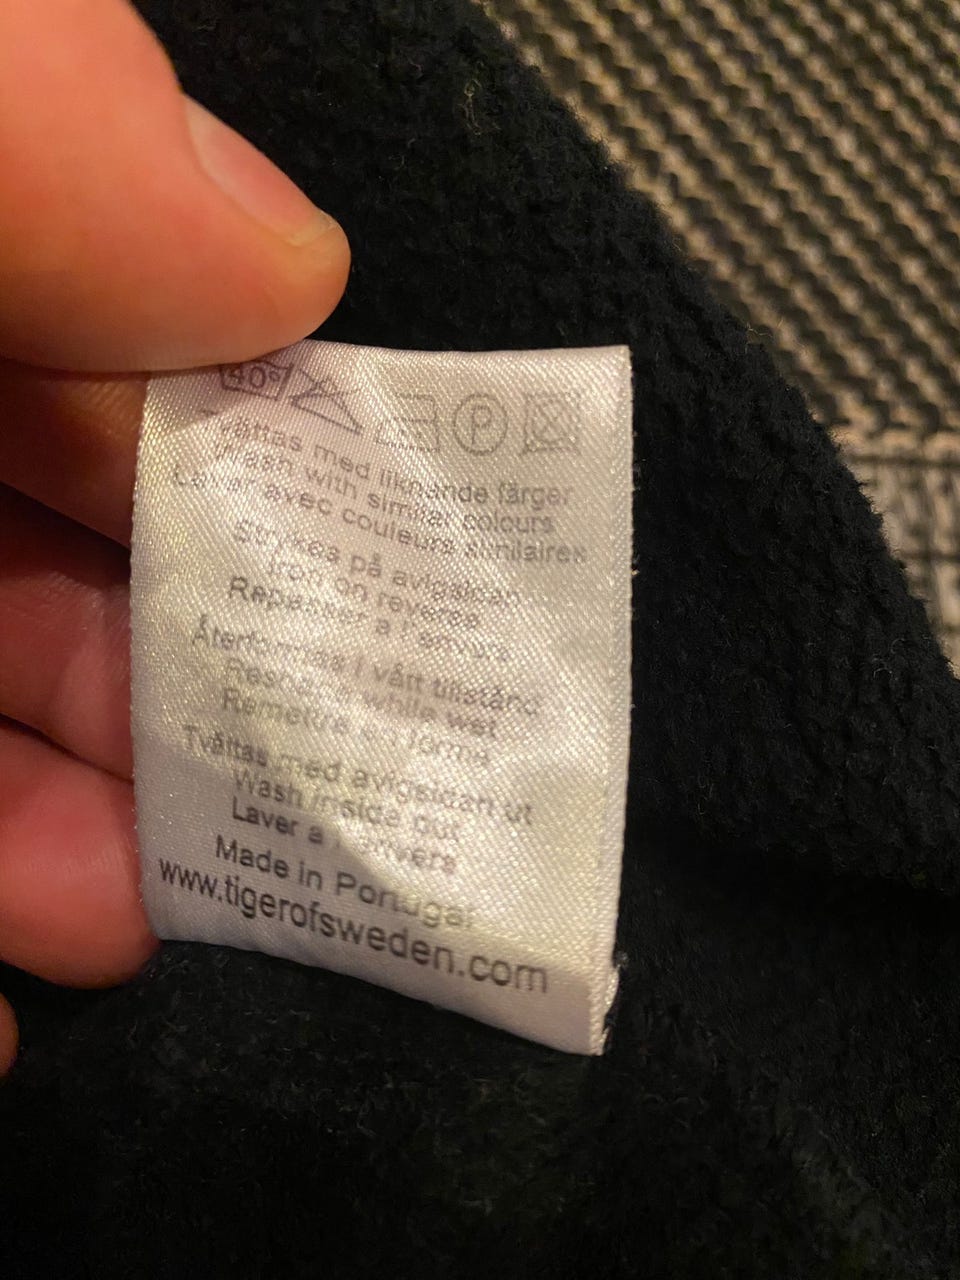 Tvättas med liknande färger
Wash with similar colours
Laver avec couleurs similaires
Strykes på avigsidan
Iron on reverse
Repasser a l'envers
Återformas i vått tillstånd
Reshape while wet
Remettre en forme
Tvättas med avigsidan ut
Wash inside out
Laver a l'envers
Made in Portugal
www.tigerofsweden.com